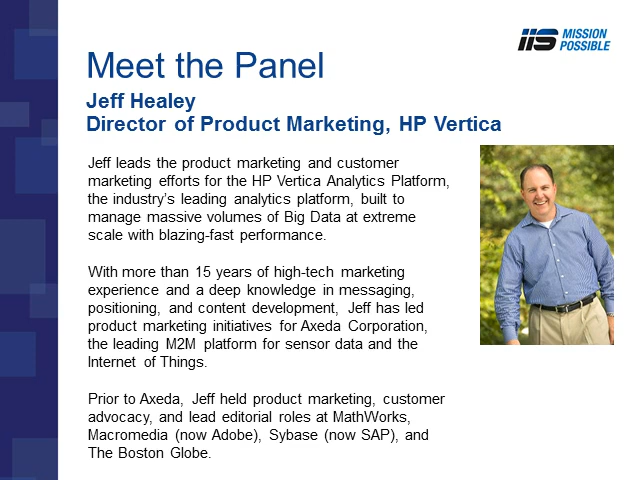 iis MISSION
POSSIBLE
Meet the Panel
Jeff Healey
Director of Product Marketing, HP Vertica
Jeff leads the product marketing and customer
marketing efforts for the HP Vertica Analytics Platform,
the industry’s leading analytics platform, built to
manage massive volumes of Big Data at extreme
scale with blazing-fast performance.
With more than 15 years of high-tech marketing
experience and a deep knowledge in messaging,
positioning, and content development, Jeff has led
product marketing initiatives for Axeda Corporation,
the leading M2M platform for sensor data and the
Internet of Things.
Prior to Axeda, Jeff held product marketing, customer
advocacy, and lead editorial roles at MathWorks,
Macromedia (now Adobe), Sybase (now SAP), and
The Boston Globe.